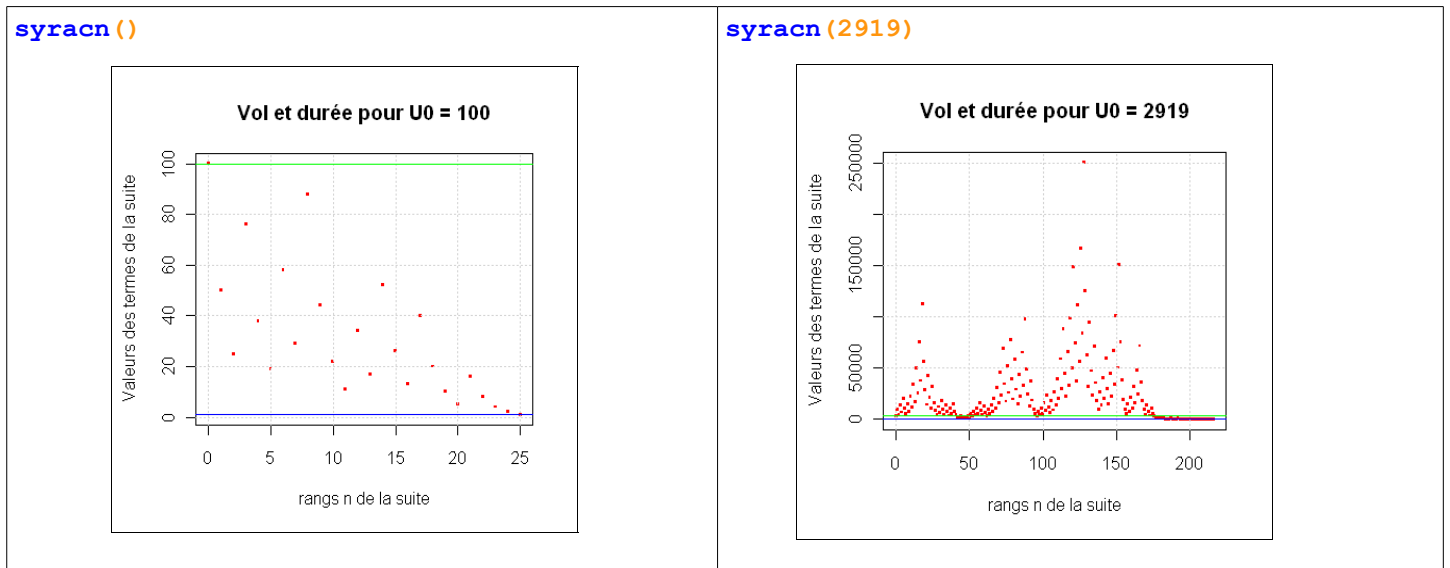 syracn()
Vol et durée pour U0 = 100
Valeurs des termes de la suite
100
80
60
40
20
0
0 5 10 15 20 25
rangs n de la suite
syracn(2919)
Vol et durée pour U0 = 2919
Valeurs des termes de la suite
250000
150000
50000
0
0 50 100 150 200
rangs n de la suite